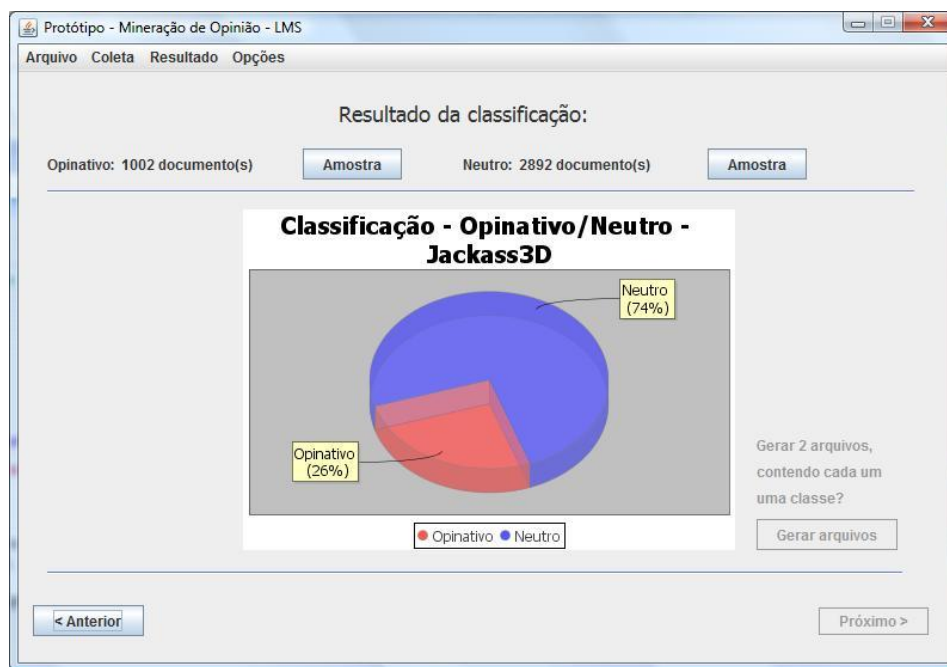 Protótipo - Mineração de Opinião - LMS
Arquivo Coleta Resultado Opções
Resultado da classificação:
Opinativo: 1002 documento(s) Amostra Neutro: 2892 documento(s) Amostra
Classificação - Opinativo/Neutro -
Jackass3D
Neutro
(74%)
Opinativo
(26%)
Opinativo Neutro
Gerar 2 arquivos,
contendo cada um
uma classe?
Gerar arquivos
< Anterior Próximo >